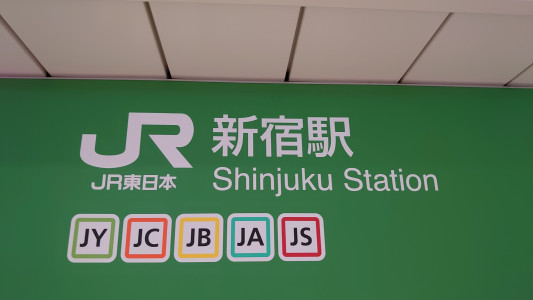 JR 新宿駅
JR東日本 Shinjuku Station
JY JC JB JA JS